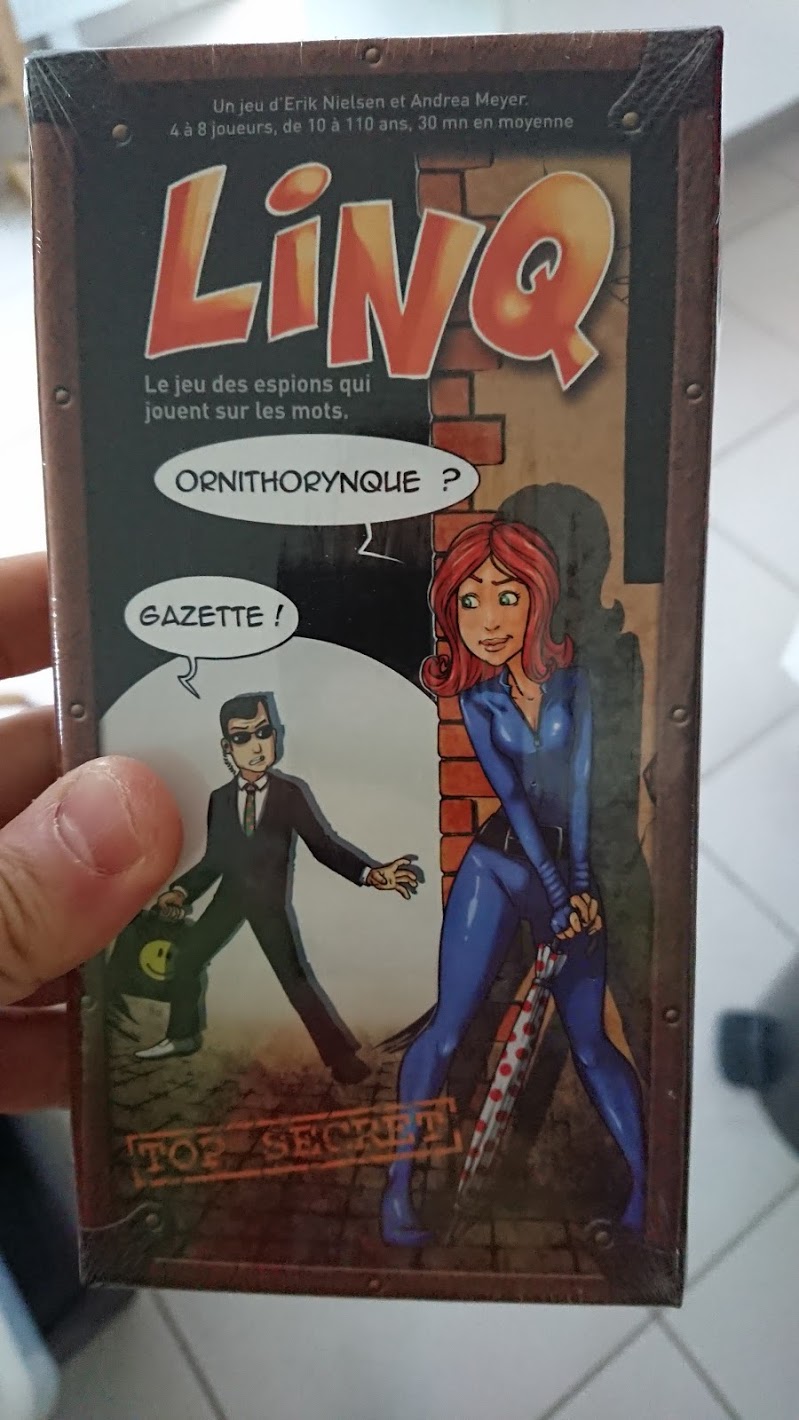 Un jeu d'Erik Nielsen et Andrea Meyer.
4 à 8 joueurs, de 10 à 110 ans, 30 mn en moyenne
LiNQ
Le jeu des espions qui
jouent sur les mots.
ORNITHORYNQUE ?
GAZETTE !
TOP SECRET